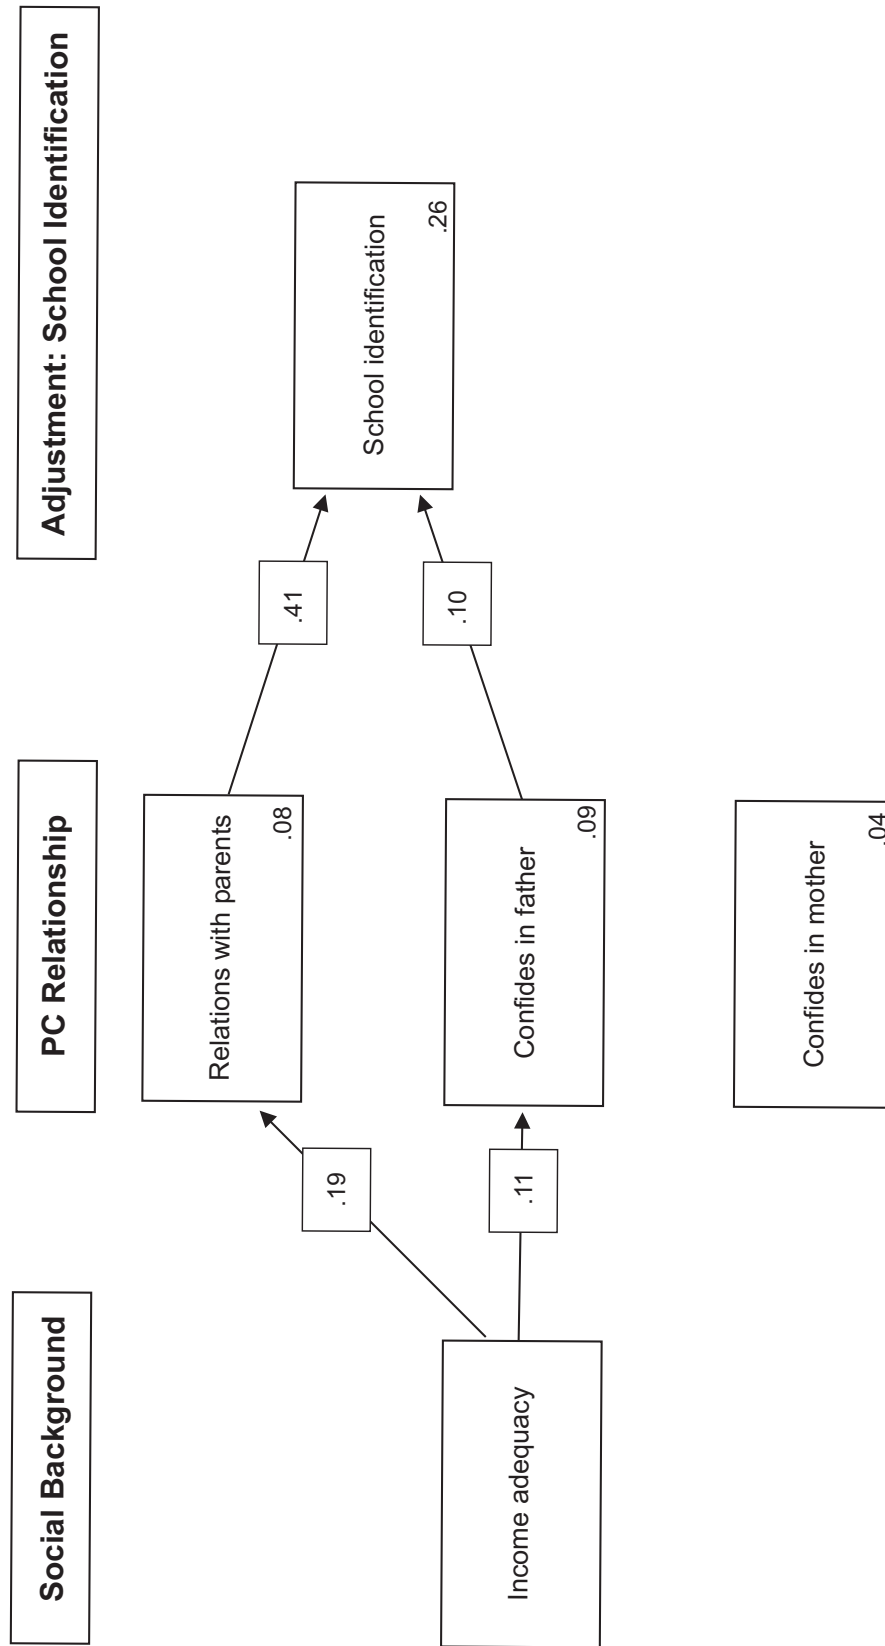 Social Background
PC Relationship
Adjustment: School Identification
Relations with parents
.08
.19
.41
Income adequacy
.11
Confides in father
.09
.10
School identification
.26
Confides in mother
.04